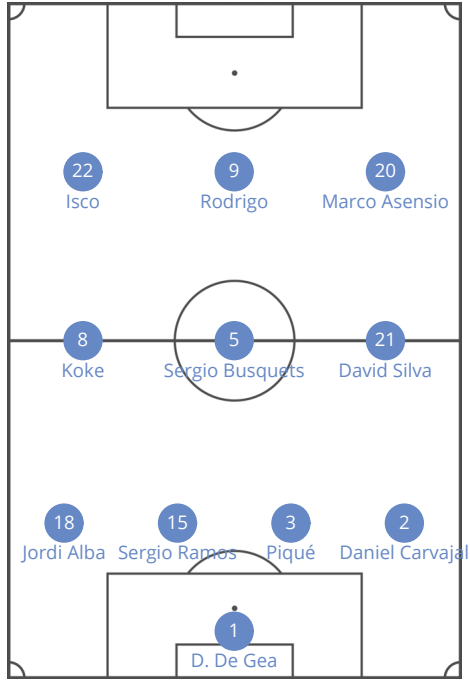 22 9 20
Isco Rodrigo Marco Asensio
8 5 21
Koke Sergio Busquets David Silva
18 15 3 2
Jordi Alba Sergio Ramos Piqué Daniel Carvajal
1
D. De Gea